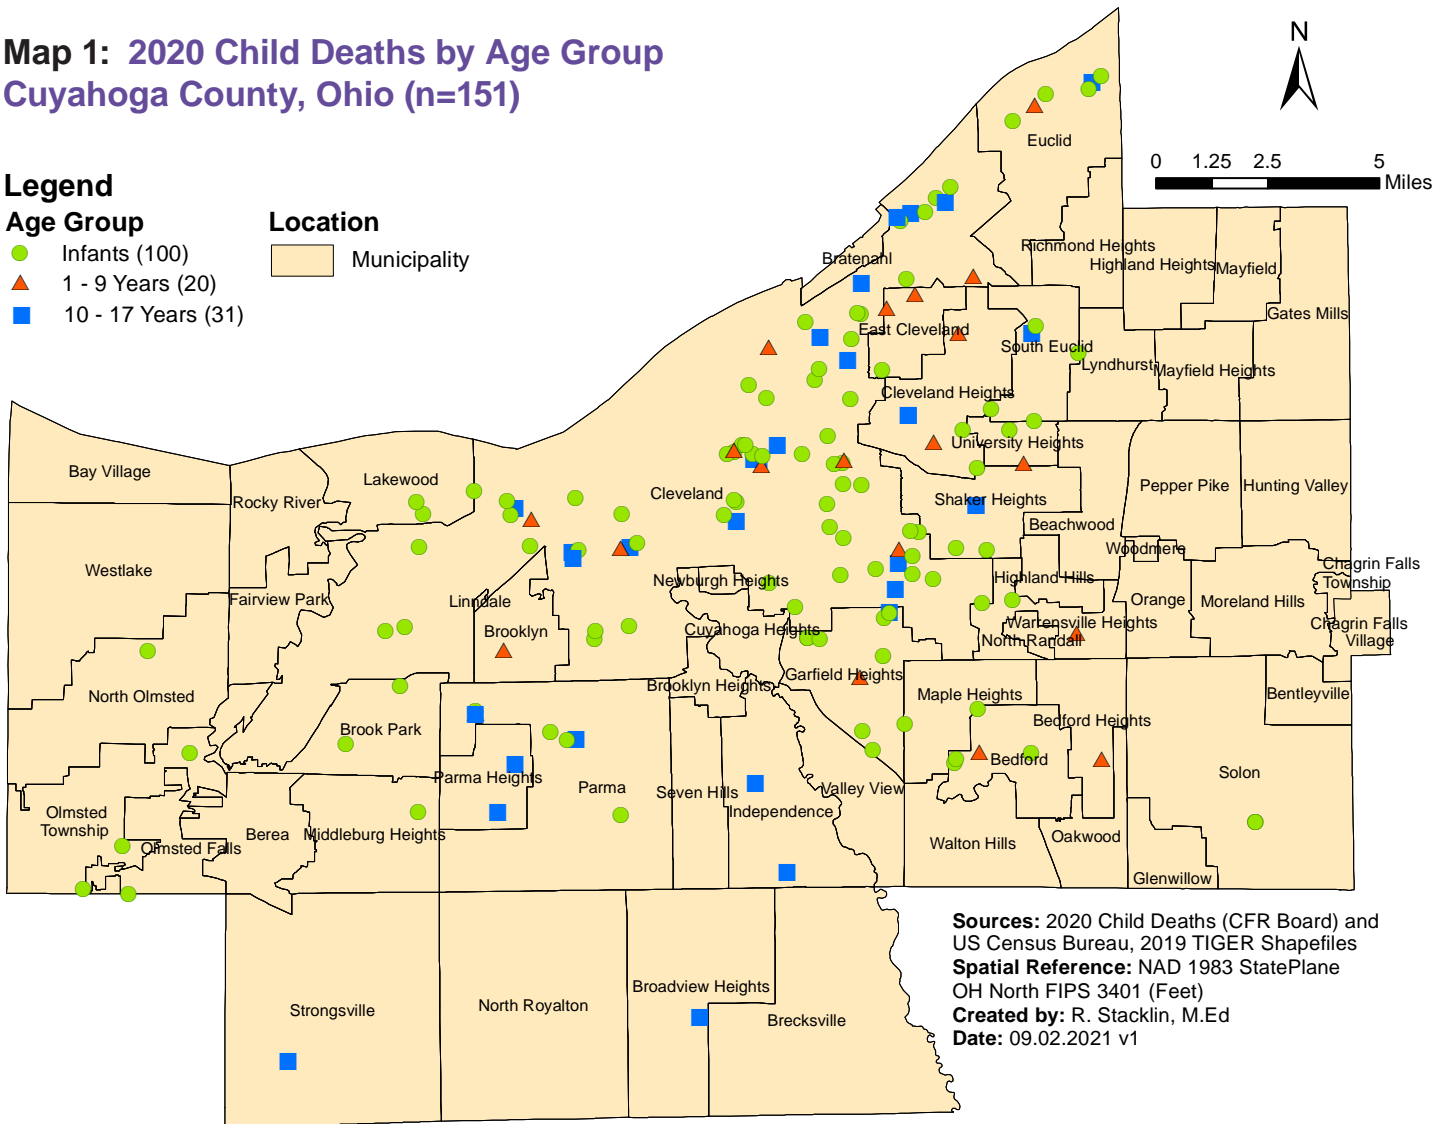 Map 1: 2020 Child Deaths by Age Group
Cuyahoga County, Ohio (n=151)
N
0 1.25 2.5 5
Miles
Legend
Age Group
Location
Infants (100)
1 - 9 Years (20)
10 - 17 Years (31)
Municipality
Euclid
Richmond Heights
Highland Heights
Mayfield
Bratenahl
Gates Mills
East Cleveland
South Euclid
Lyndhurst
Mayfield Heights
Cleveland Heights
University Heights
Bay Village
Rocky River
Lakewood
Cleveland
Shaker Heights
Pepper Pike
Hunting Valley
Beachwood
Woodmere
Westlake
Fairview Park
Linndale
Newburgh Heights
Highland Hills
Chagrin Falls
Township
Orange
Moreland Hills
Brooklyn
Cuyahoga Heights
Warrensville Heights
North Randall
Chagrin Falls
Village
North Olmsted
Brooklyn Heights
Garfield Heights
Maple Heights
Bentleyville
Brook Park
Bedford Heights
Bedford
Parma Heights
Parma
Seven Hills
Independence
Valley View
Solon
Olmsted
Township
Olmsted Falls
Berea
Middleburg Heights
Walton Hills
Oakwood
Glenwillow
Strongsville
North Royalton
Broadview Heights
Brecksville
Sources: 2020 Child Deaths (CFR Board) and
US Census Bureau, 2019 TIGER Shapefiles
Spatial Reference: NAD 1983 StatePlane
OH North FIPS 3401 (Feet)
Created by: R. Stacklin, M.Ed
Date: 09.02.2021 v1